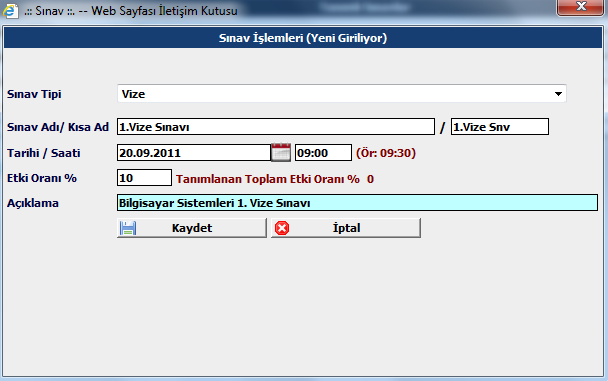 .:: Sınav ::. -- Web Sayfası İletişim Kutusu
Sınav İşlemleri (Yeni Giriliyor)
Sınav Tipi Vize
Sınav Adı/ Kısa Ad 1.Vize Sınavı / 1.Vize Snv
Tarihi / Saati 20.09.2011 09:00 (Ör: 09:30)
Etki Oranı % 10 Tanımlanan Toplam Etki Oranı % 0
Açıklama Bilgisayar Sistemleri 1. Vize Sınavı
Kaydet İptal